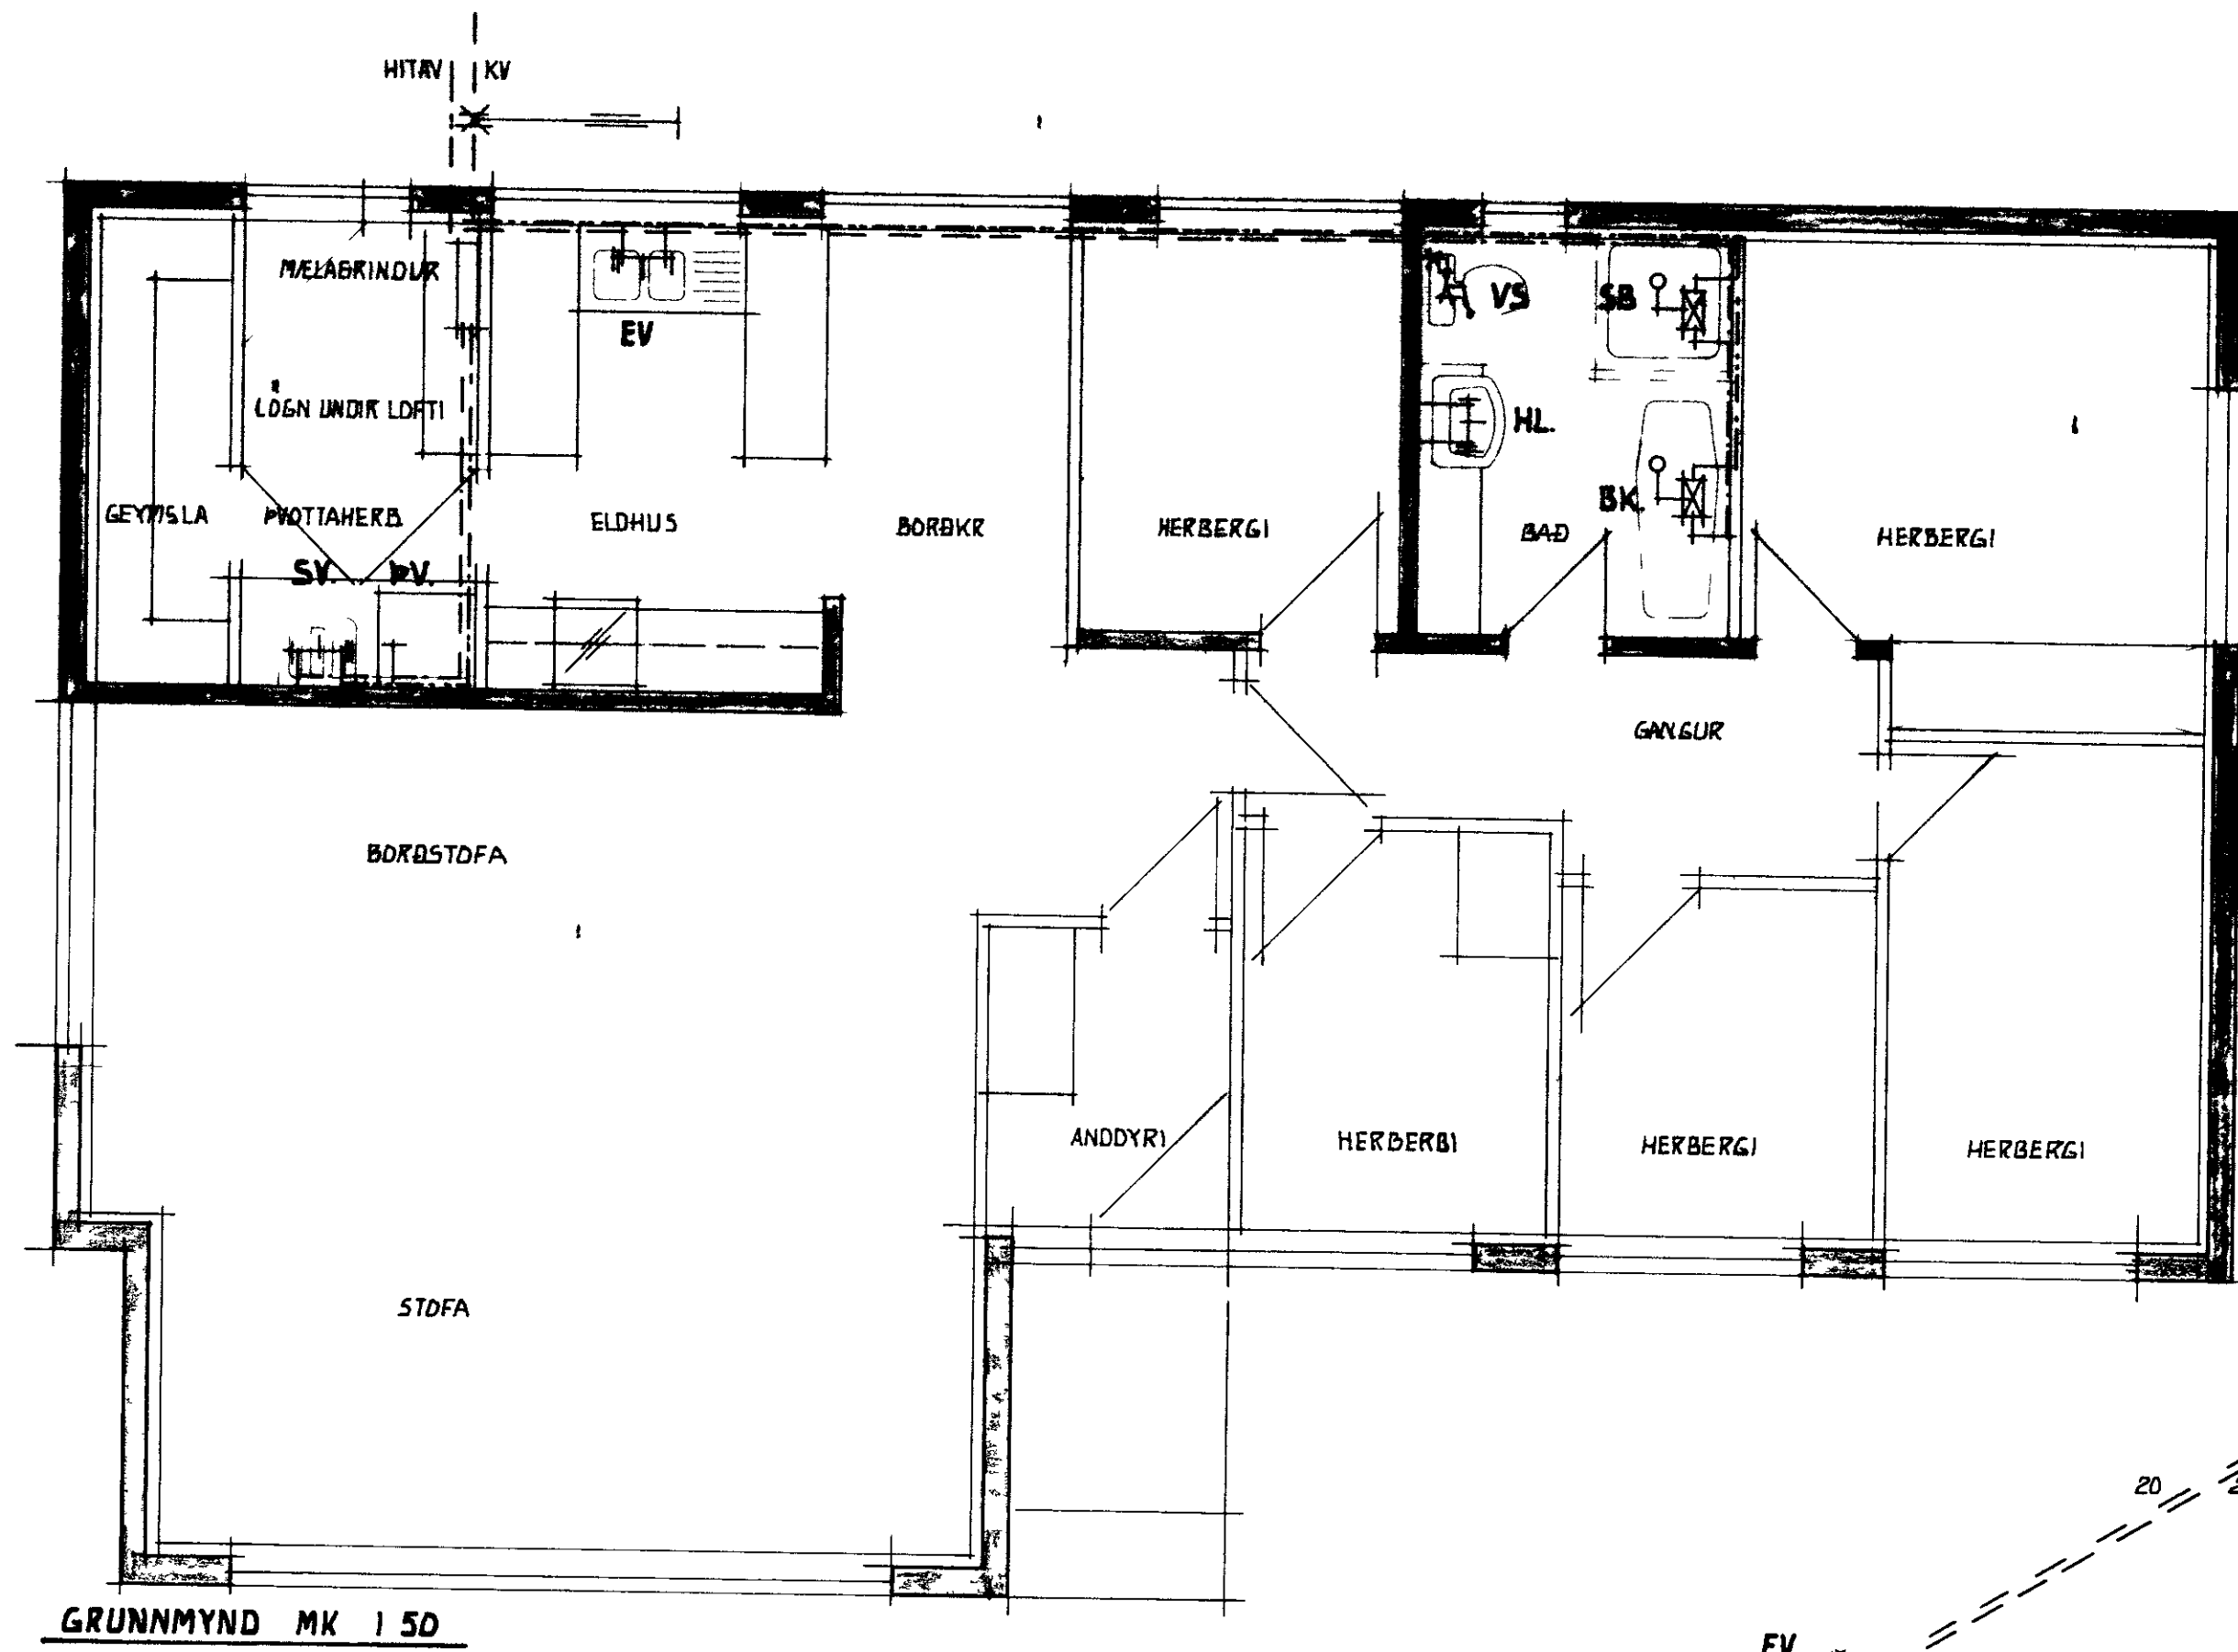 HITAV KV
MÆLAGRINDUR
EV
VS
SB
LÖGN UNDIR LOFTI
HL.
GEYMSLA
ÞVOTTAHERB.
ELDHUS
BORÐKR
HERBERGI
BK.
BAÐ
HERBERGI
SV.
ÞV.
GANGUR
BORÐSTOFA
ANDDYRI
HERBERBI
HERBERGI
HERBERGI
STOFA
20
GRUNNMYND MK 1 50
EV